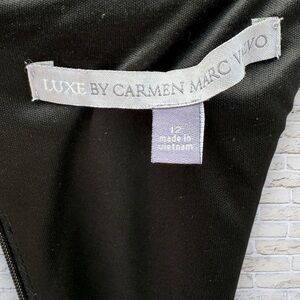 LUXE BY CARMEN MARC VALVO
12
made in
vietnam